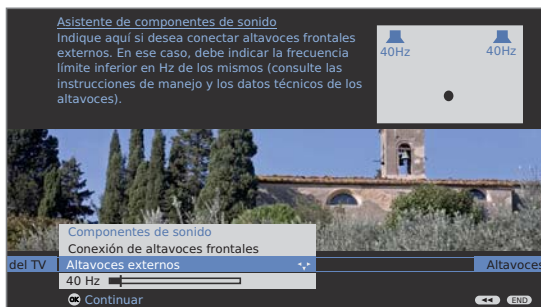 Asistente de componentes de sonido
Indique aquí si desea conectar altavoces frontales
externos. En ese caso, debe indicar la frecuencia
límite inferior en Hz de los mismos (consulte las
instrucciones de manejo y los datos técnicos de los
altavoces).
40Hz 40Hz
Componentes de sonido
Conexión de altavoces frontales
del TV Altavoces externos Altavoces
40 Hz
OK Continuar
END